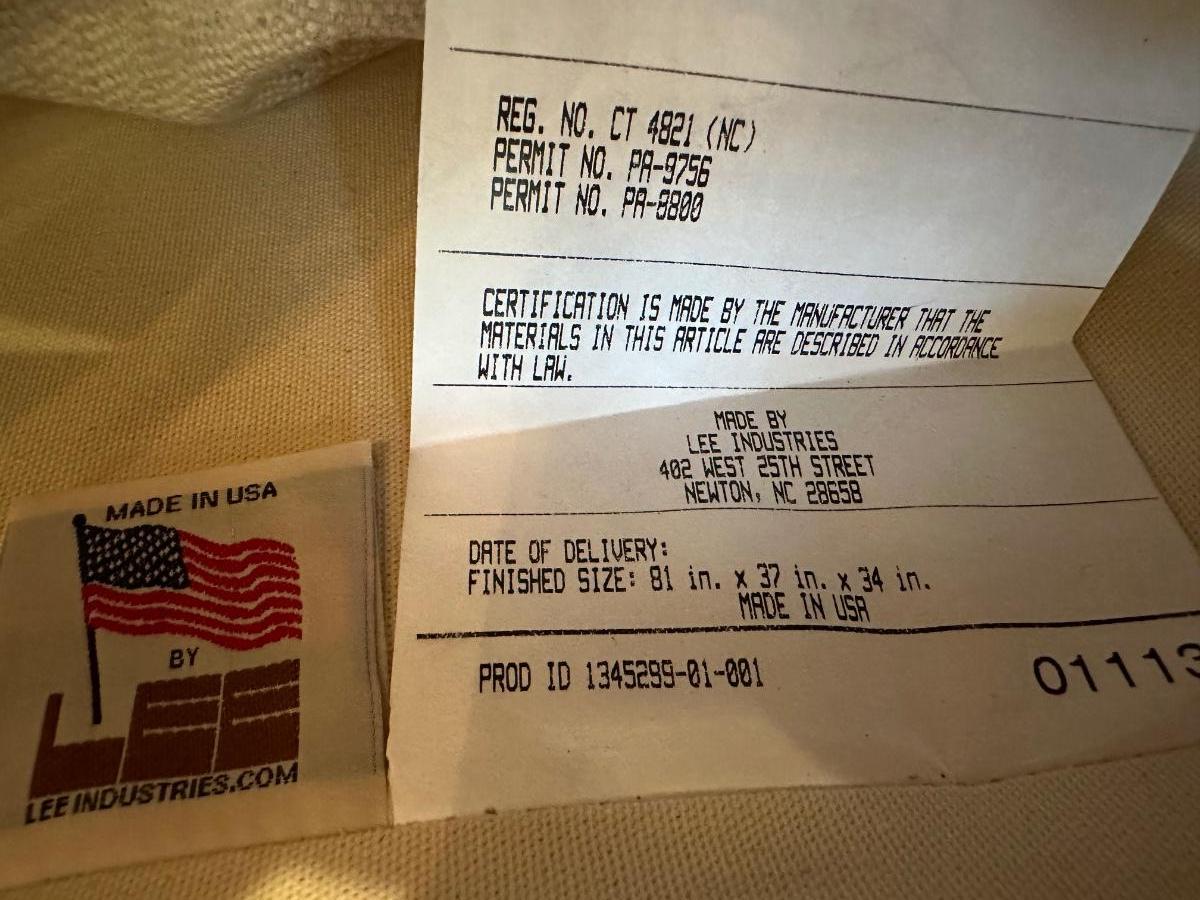 REG. NO. CT 4821 (NC)
PERMIT NO. PA-9756
PERMIT NO. PA-8800
CERTIFICATION IS MADE BY THE MANUFACTURER THAT THE
MATERIALS IN THIS ARTICLE ARE DESCRIBED IN ACCORDANCE
WITH LAW.
MADE BY
LEE INDUSTRIES
402 WEST 25TH STREET
NEWTON, NC 28658
DATE OF DELIVERY:
FINISHED SIZE: 81 in. x 37 in. x 34 in.
MADE IN USA
PROD ID 1345299-01-001
MADE IN USA
BY
LEE
LEEINDUSTRIES.COM